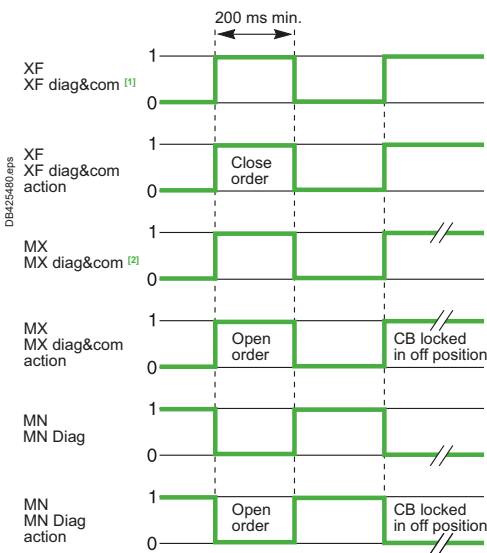 200 ms min.
XF
XF diag&com [1]
1
0
DB425480.eps
XF
XF diag&com
action
1
0
Close
order
MX
MX diag&com [2]
1
0
MX
MX diag&com
action
1
0
Open
order
CB locked
in off position
MN
MN Diag
1
0
MN
MN Diag
action
1
0
Open
order
CB locked
in off position